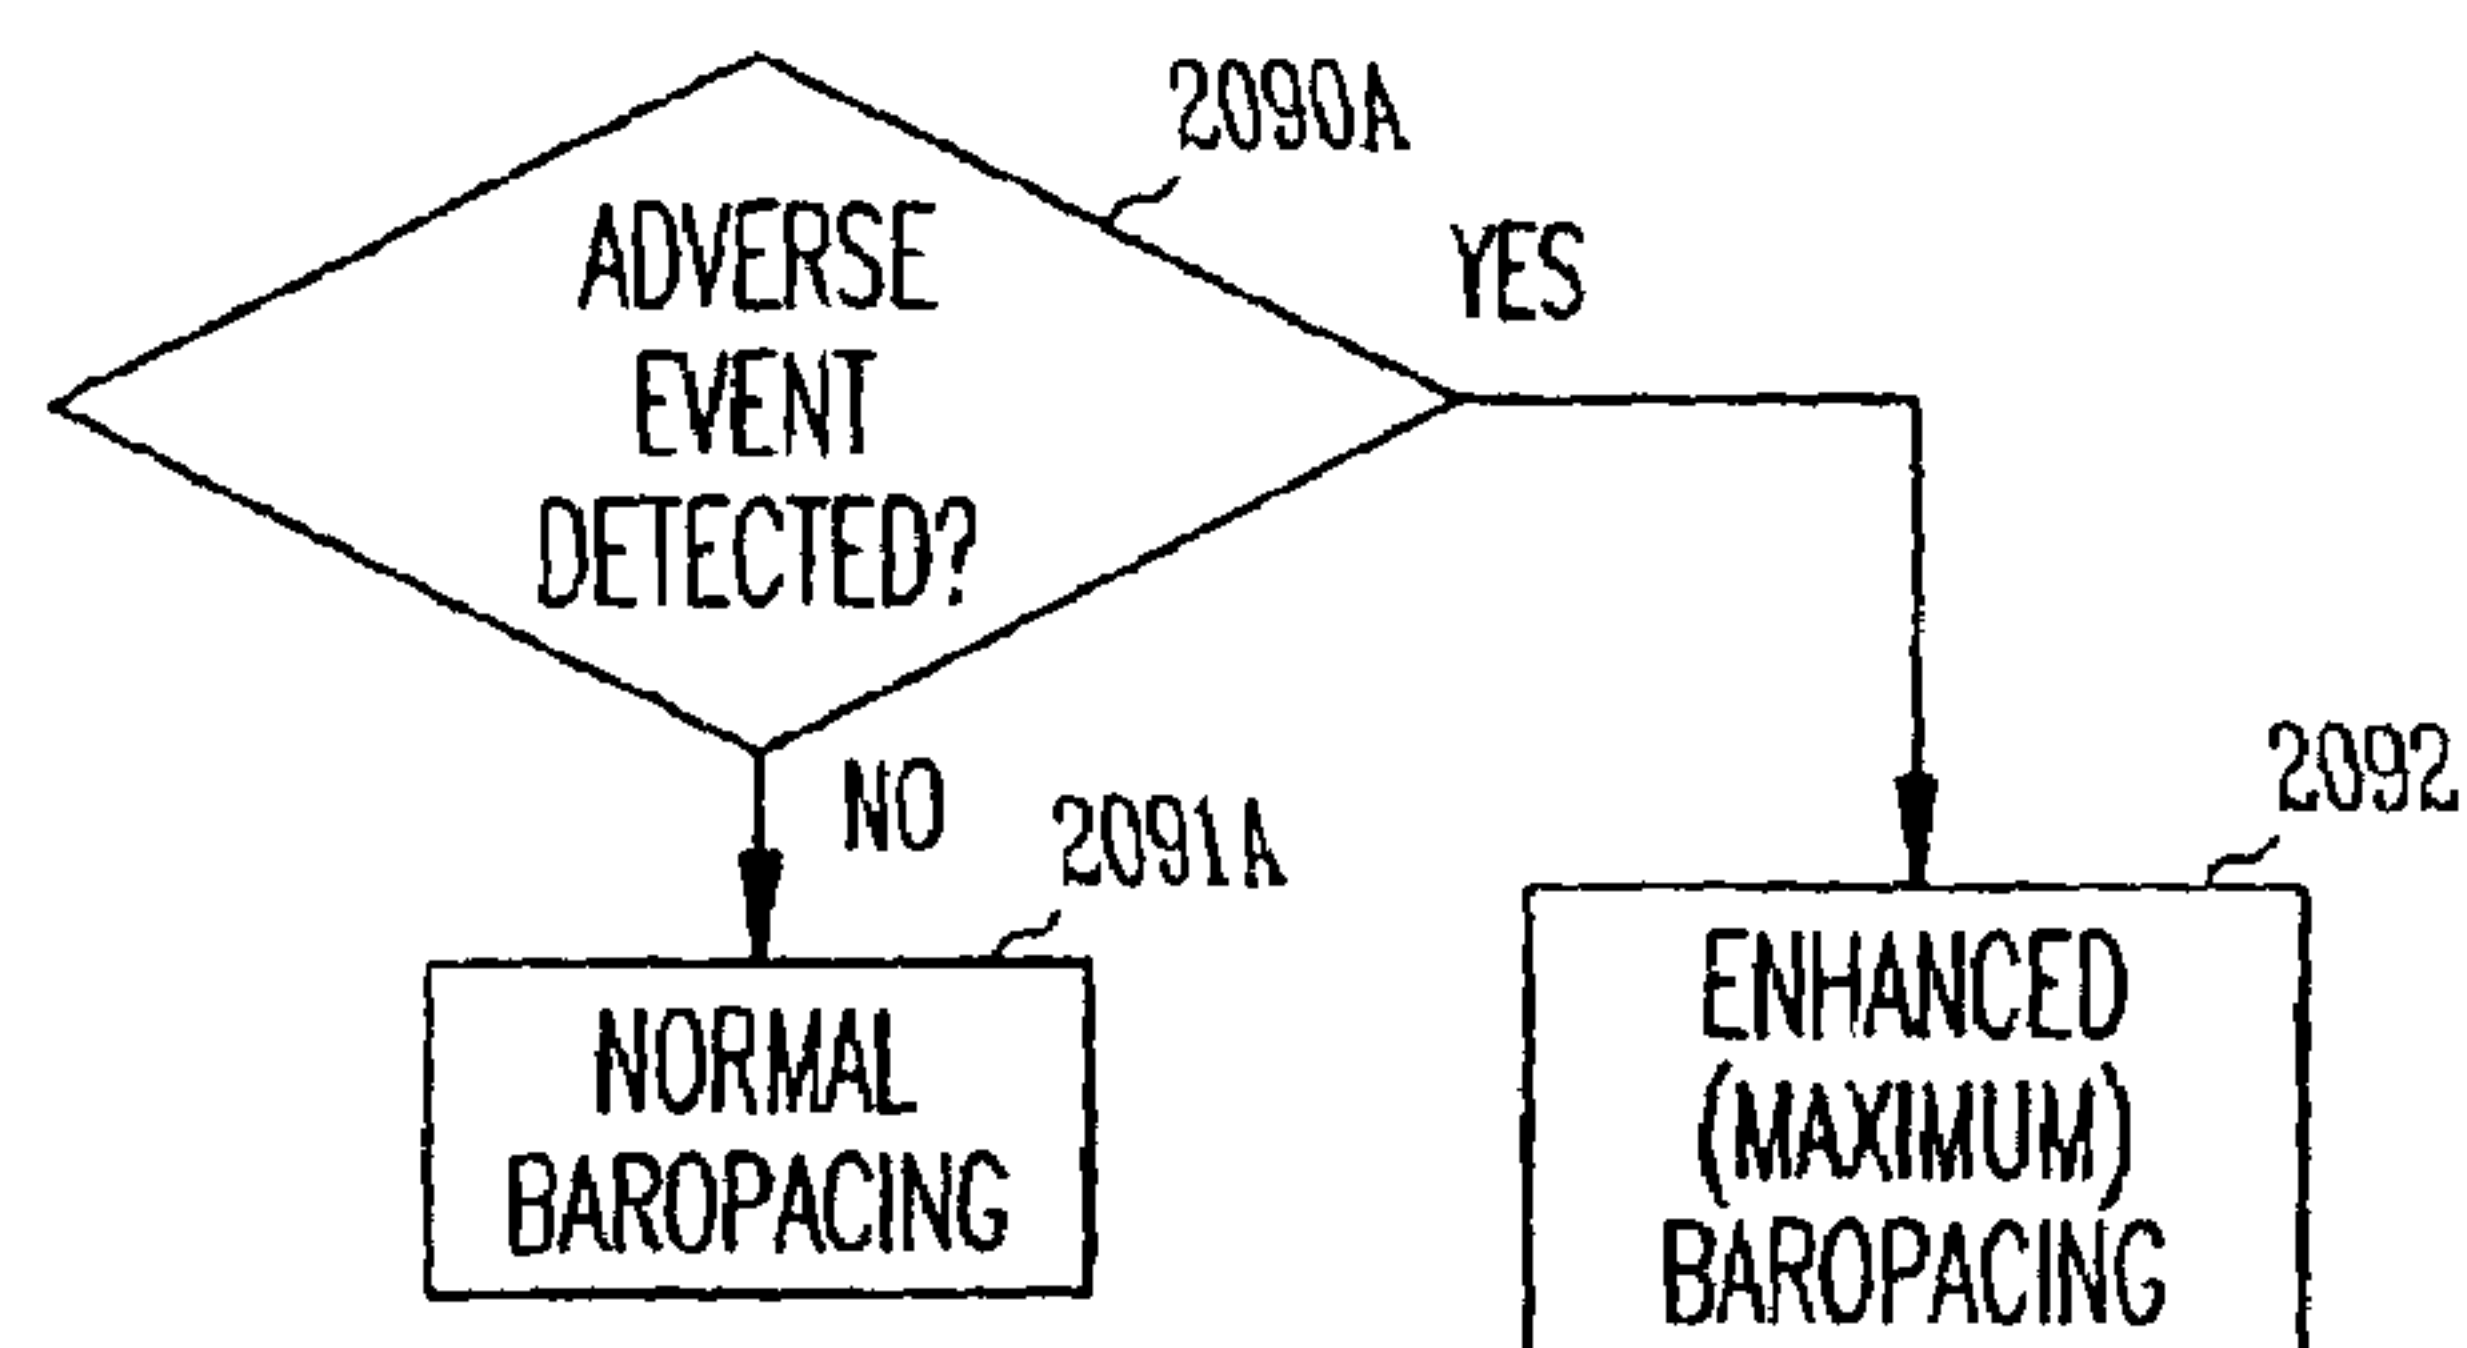 2090A
ADVERSE
EVENT
DETECTED?
YES
NO
2091A
NORMAL
BAROPACING
2092
ENHANCED
(MAXIMUM)
BAROPACING